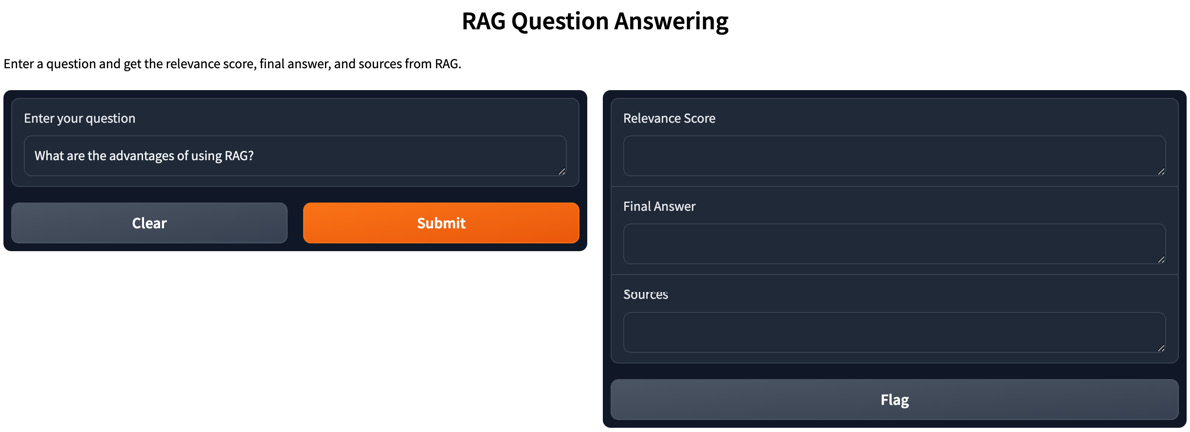 RAG Question Answering
Enter a question and get the relevance score, final answer, and sources from RAG.
Enter your question
What are the advantages of using RAG?
Clear
Submit
Relevance Score
Final Answer
Sources
Flag